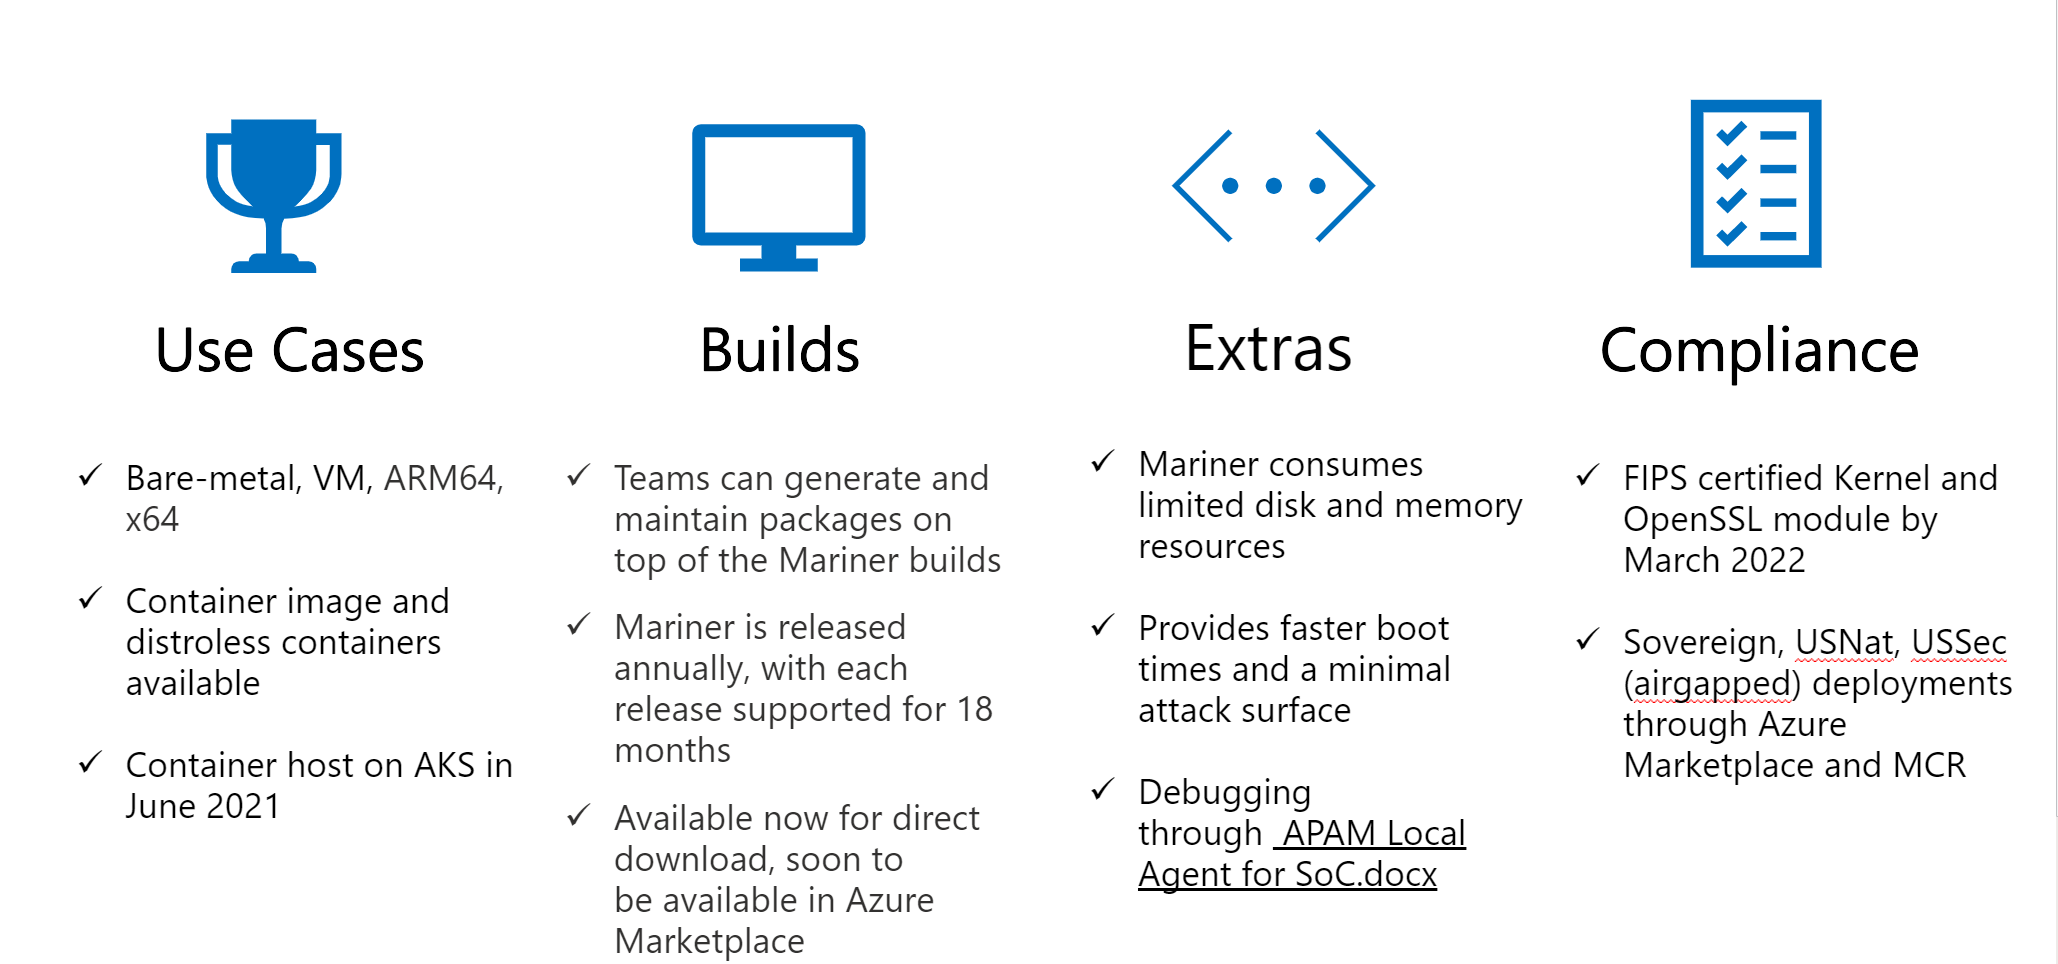 Use Cases
Bare-metal, VM, ARM64,
x64
Container image and
distroless containers
available
Container host on AKS in
June 2021
Builds
Teams can generate and
maintain packages on
top of the Mariner builds
Mariner is released
annually, with each
release supported for 18
months
Available now for direct
download, soon to
be available in Azure
Marketplace
Extras
Mariner consumes
limited disk and memory
resources
Provides faster boot
times and a minimal
attack surface
Debugging
through  APAM Local
Agent for SoC.docx
Compliance
FIPS certified Kernel and
OpenSSL module by
March 2022
Sovereign, USNat, USSec
(airgapped) deployments
through Azure
Marketplace and MCR